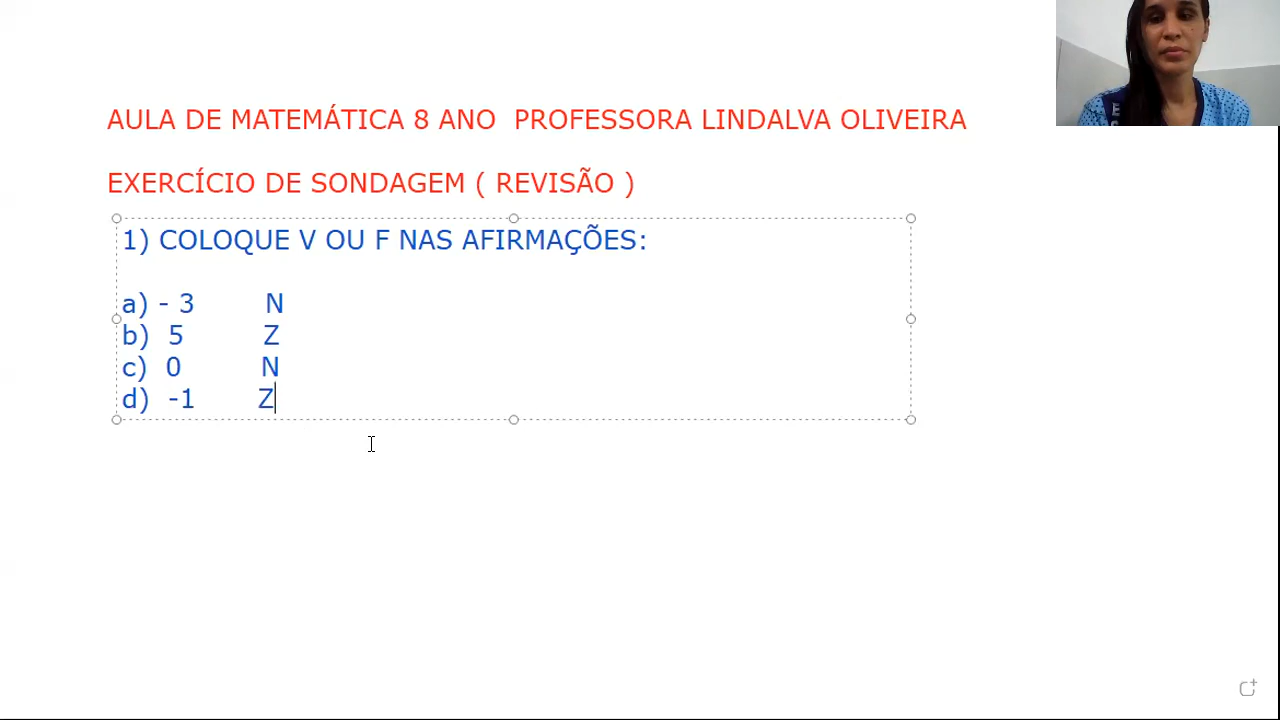 AULA DE MATEMÁTICA 8 ANO PROFESSORA LINDALVA OLIVEIRA
EXERCÍCIO DE SONDAGEM ( REVISÃO )
1) COLOQUE V OU F NAS AFIRMAÇÕES:
a) - 3 N
b) 5 Z
c) 0 N
d) -1 Z